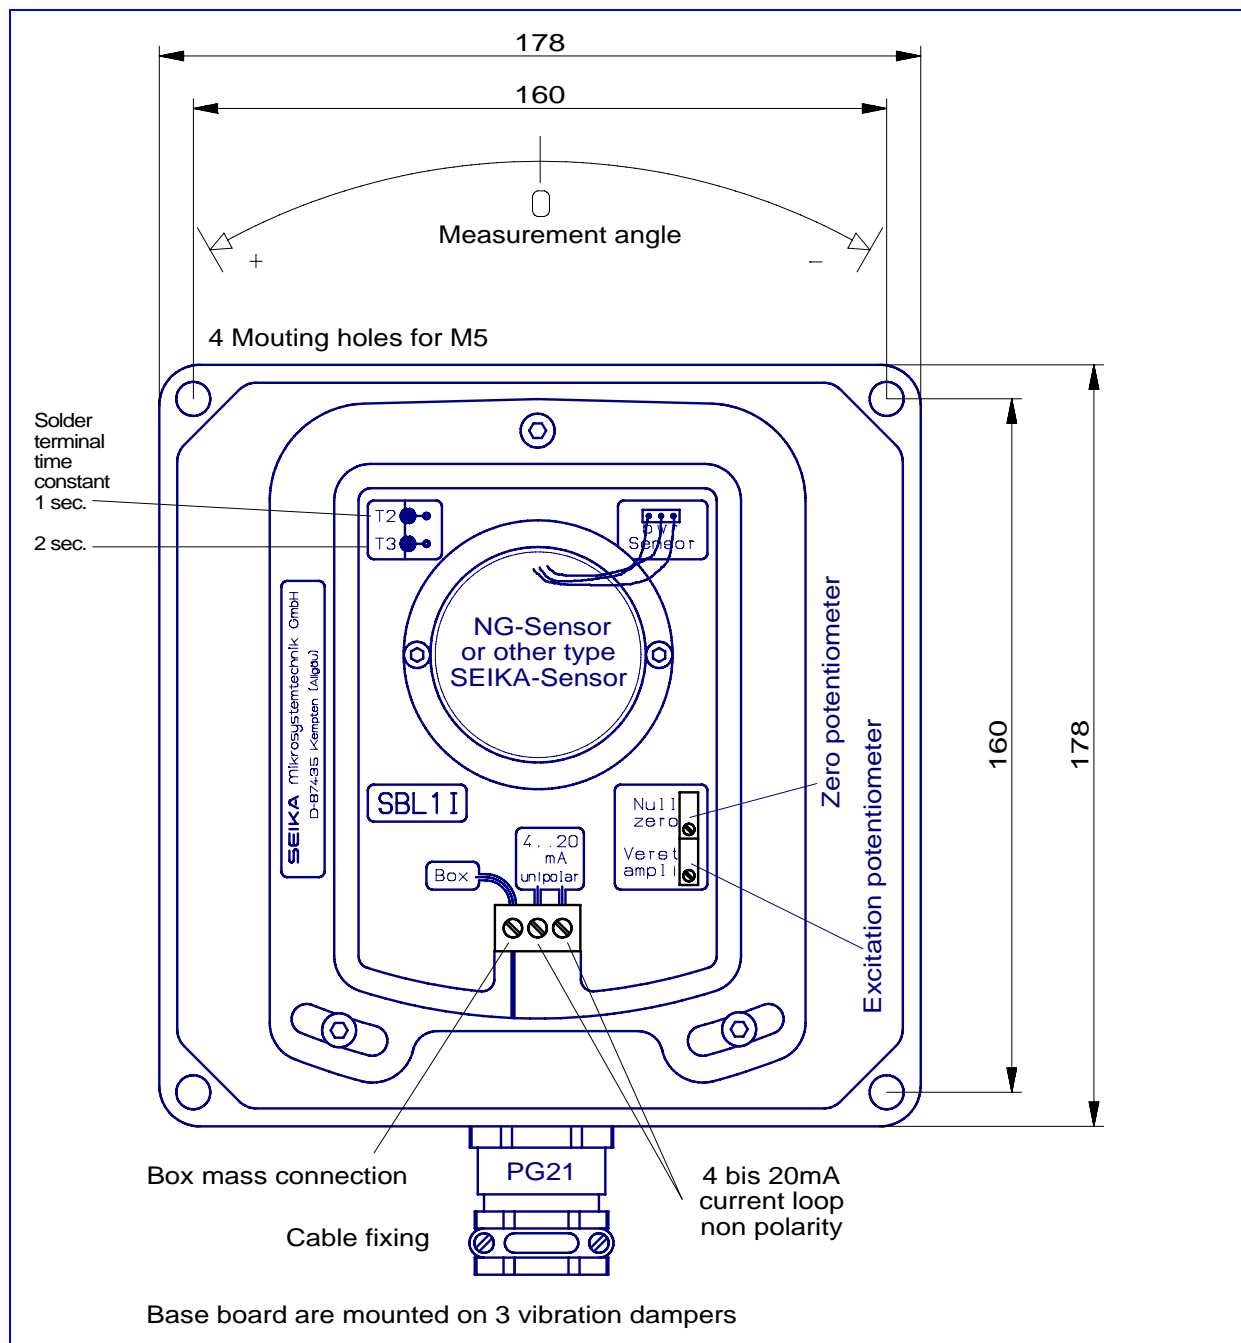 178
160
0
Measurement angle
+
–
4 Mouting holes for M5
Solder
terminal
time
constant
1 sec.
2 sec.
T2
T3
pwr
Sensor
NG-Sensor
or other type
SEIKA-Sensor
SEIKA Mikrosystemtechnik GmbH
D-87435 Kempten (Allgäu)
Zero potentiometer
Excitation potentiometer
160
178
SBL1I
Null
zero
Verst
ampli
4..20
mA
unipolar
Box
Box mass connection
PG21
4 bis 20mA
current loop
non polarity
Cable fixing
Base board are mounted on 3 vibration dampers